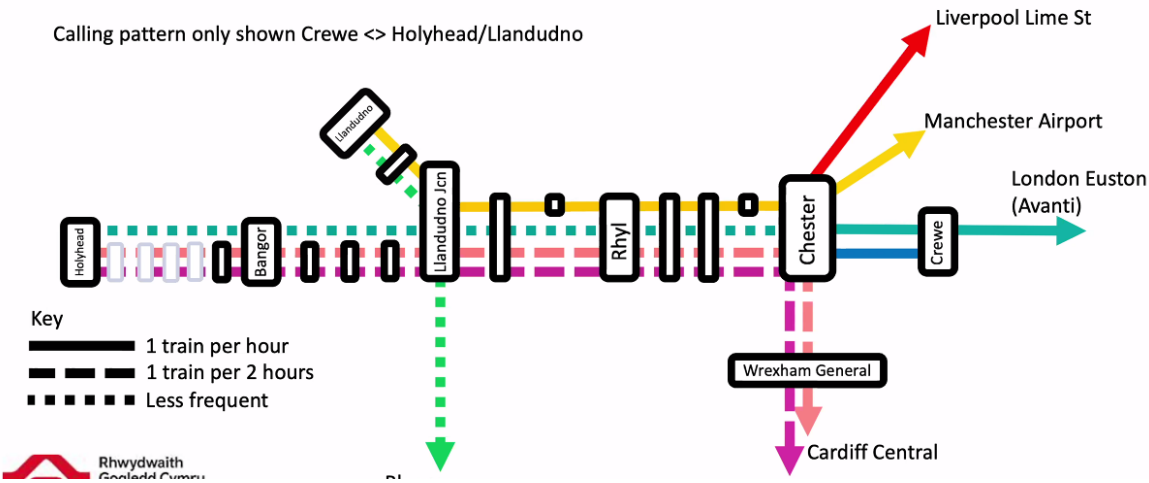 Calling pattern only shown Crewe <> Holyhead/Llandudno
Liverpool Lime St
Manchester Airport
London Euston
(Avanti)
Llandudno
Llandudno Jcn
Holyhead
Bangor
Rhyl
Chester
Crewe
Key
1 train per hour
1 train per 2 hours
Less frequent
Wrexham General
Cardiff Central
Rhwydwaith
Gogledd Cymru